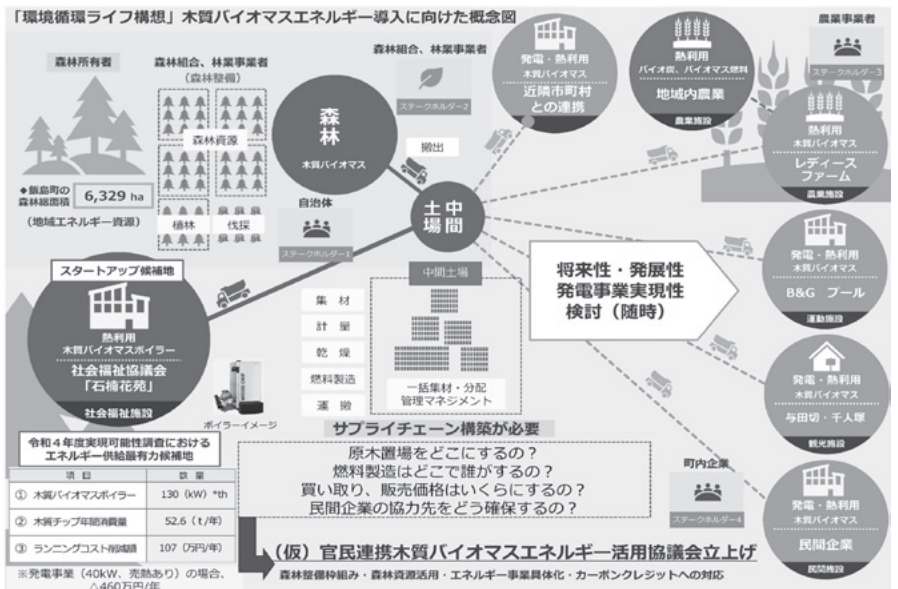 「環境循環ライフ構想」木質バイオマスエネルギー導入に向けた概念図
森林所有者
◆飯島町の
森林総面積
6,329 ha
(地域エネルギー資源)
森林組合、林業事業者
(森林整備)
森林資源
植林
伐採
森林
木質バイオマス
森林組合、林業事業者
ステークホルダー2
搬出
自治体
ステークホルダー1
中間
土場
発電・熱利用
木質バイオマス
近隣市町村
との連携
熱利用
バイオ炭、バイオマス燃料
地域内農業
農業施設
農業事業者
ステークホルダー3
熱利用
木質バイオマス
レディース
ファーム
農業施設
発電・熱利用
木質バイオマス
B&G プール
運動施設
発電・熱利用
木質バイオマス
与田切・千人塚
観光施設
発電・熱利用
木質バイオマス
民間企業
民間施設
町内企業
ステークホルダー4
将来性・発展性
発電事業実現性
検討(随時)
スタートアップ候補地
熱利用
木質バイオマスボイラー
社会福祉協議会
「石楠花苑」
社会福祉施設
ボイラーイメージ
集 材
計 量
乾 燥
燃料製造
運 搬
中間土場
一括集材・分配
管理マネジメント
サプライチェーン構築が必要
原木置場をどこにするの?
燃料製造はどこで誰がするの?
買い取り、販売価格はいくらにするの?
民間企業の協力先をどう確保するの?
令和4年度実現可能性調査における
エネルギー供給最有力候補地
項 目 数 量
① 木質バイオマスボイラー 130(kW)*th
② 木質チップ年間消費量 52.6(t/年)
③ ランニングコスト削減額 107(万円/年)
※発電事業(40kW、売熱あり)の場合、
△460万円/年
(仮)官民連携木質バイオマスエネルギー活用協議会立上げ
森林整備枠組み・森林資源活用・エネルギー事業具体化・カーボンクレジットへの対応